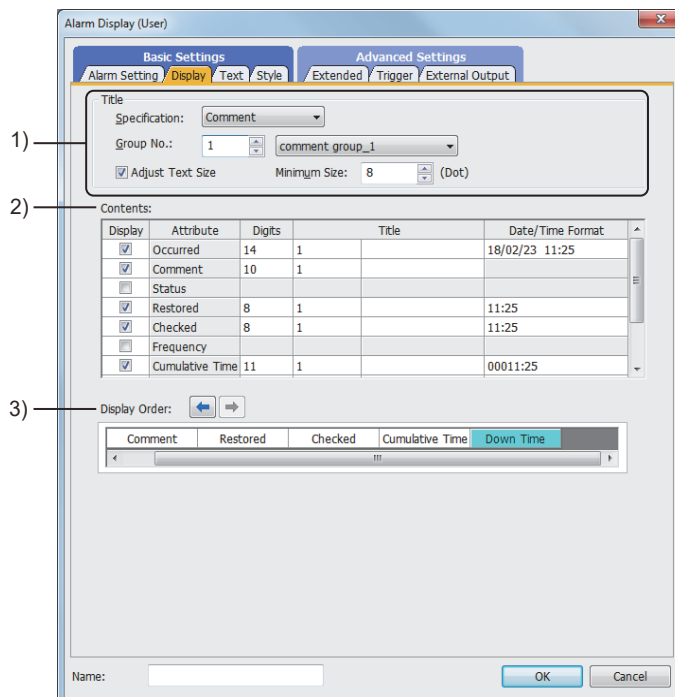 Alarm Display (User)
Basic Settings Advanced Settings
Alarm Setting Display Text Style Extended Trigger External Output
Title
Specification: Comment
1)
Group No.: 1 comment group_1
Adjust Text Size Minimum Size: 8 (Dot)
2) Contents:
Display Attribute Digits Title Date/Time Format
Occurred 14 1 18/02/23 11:25
Comment 10 1
Status
Restored 8 1 11:25
Checked 8 1 11:25
Frequency
Cumulative Time 11 1 00011:25
3) Display Order:
Comment Restored Checked Cumulative Time Down Time
Name: OK Cancel